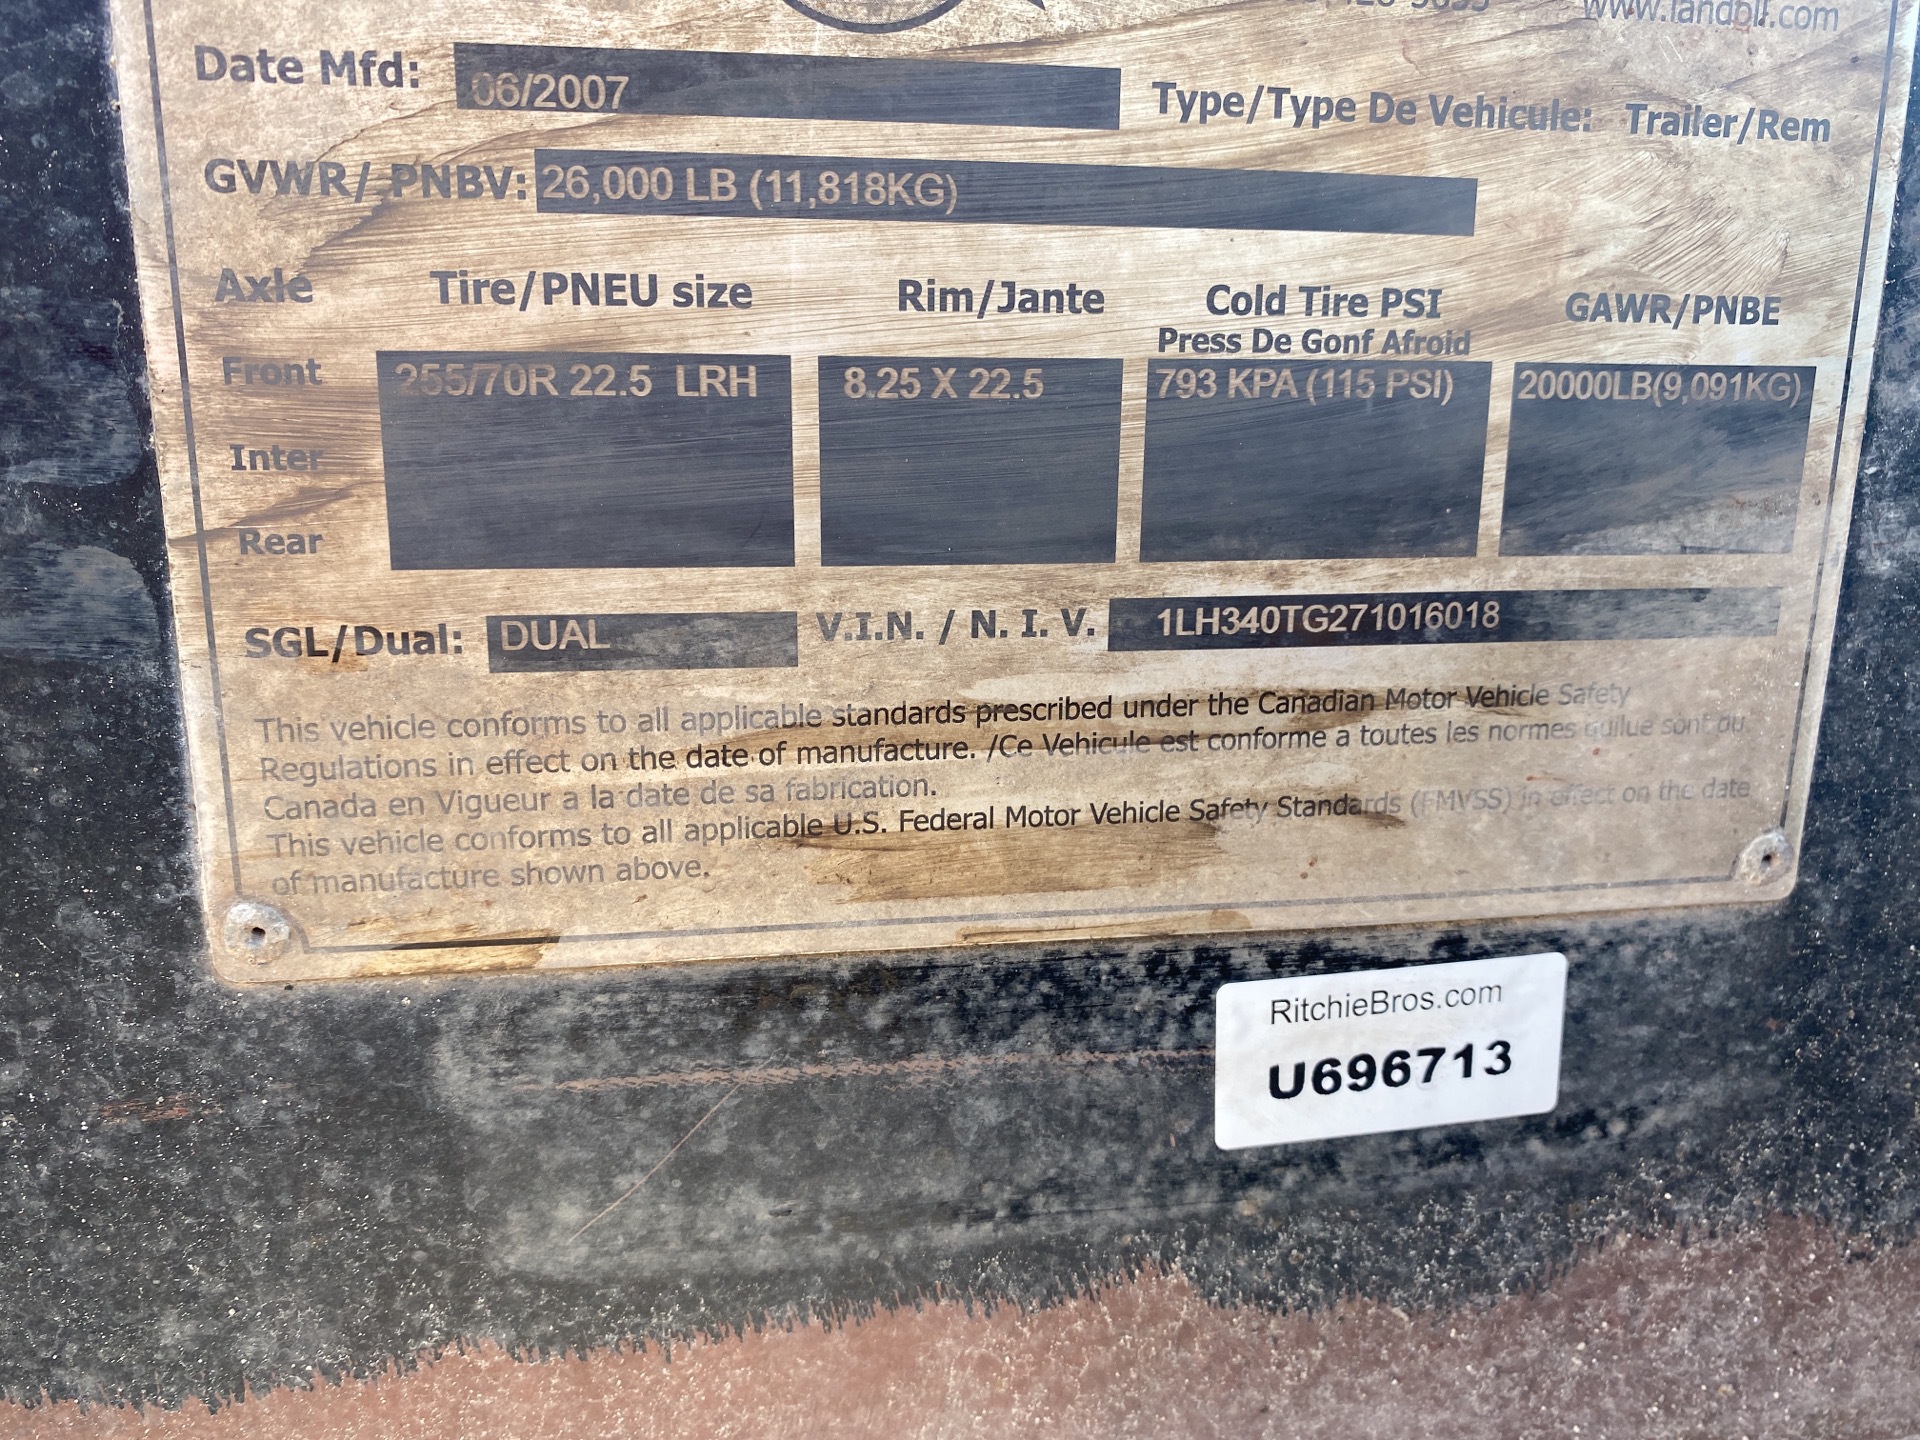 www.landoll.com
Date Mfd: 06/2007 Type/Type De Vehicule: Trailer/Rem
GVWR/ PNBV: 26,000 LB (11,818KG)
Axle Tire/PNEU size Rim/Jante Cold Tire PSI GAWR/PNBE
Press De Gonf Afroid
Front 255/70R 22.5 LRH 8.25 X 22.5 793 KPA (115 PSI) 20000LB(9,091KG)
Inter
Rear
SGL/Dual: DUAL V.I.N. / N. I. V. 1LH340TG271016018
This vehicle conforms to all applicable standards prescribed under the Canadian Motor Vehicle Safety
Regulations in effect on the date of manufacture. /Ce Vehicule est conforme a toutes les normes quilue sont du
Canada en Vigueur a la date de sa fabrication.
This vehicle conforms to all applicable U.S. Federal Motor Vehicle Safety Standards (FMVSS) in effect on the date
of manufacture shown above.
RitchieBros.com
U696713